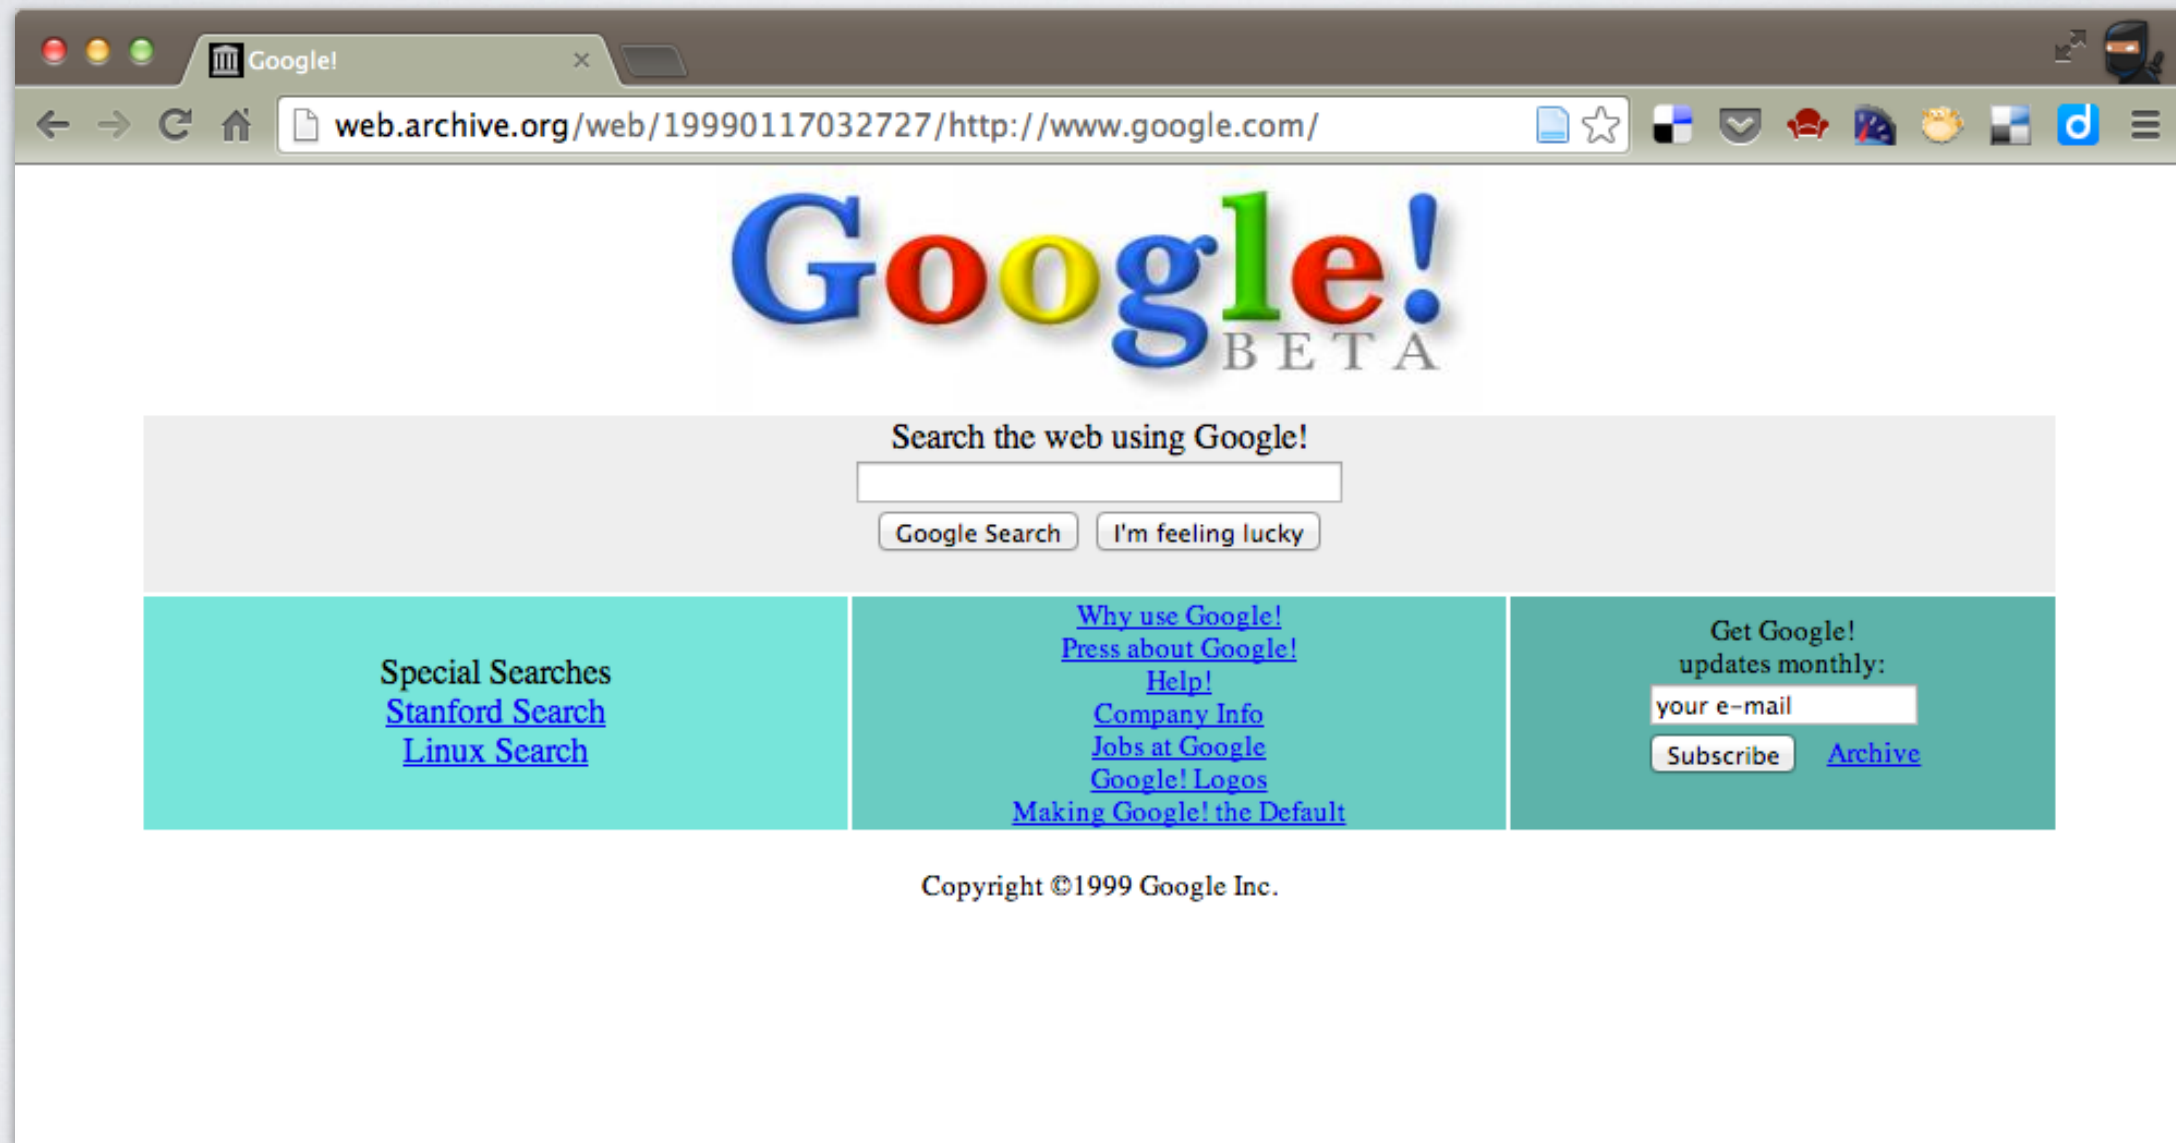 Google!
web.archive.org/web/19990117032727/http://www.google.com/
d
Google!
BETA
Search the web using Google!
Google Search I'm feeling lucky
Special Searches
Stanford Search
Linux Search
Why use Google!
Press about Google!
Help!
Company Info
Jobs at Google
Google! Logos
Making Google! the Default
Get Google!
updates monthly:
your e-mail
Subscribe Archive
Copyright ©1999 Google Inc.